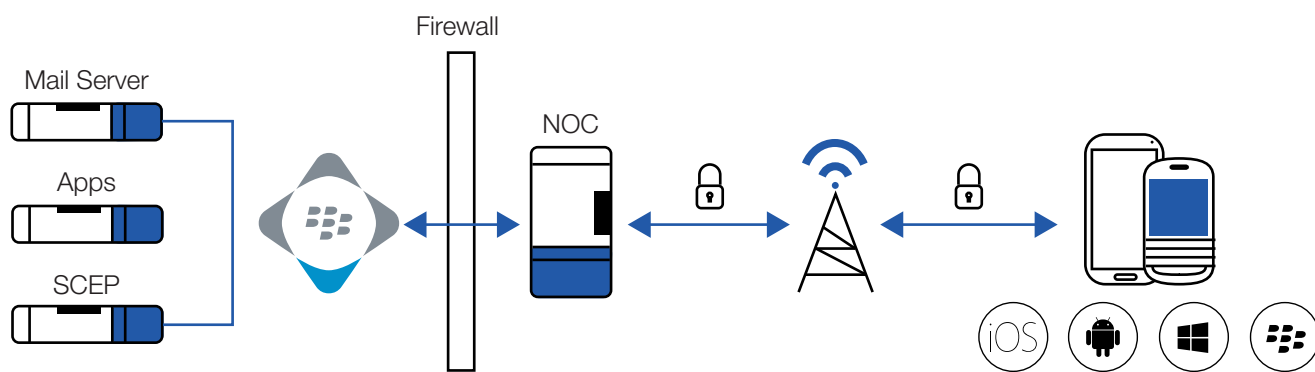 Firewall
Mail Server
NOC
Apps
SCEP
iOS